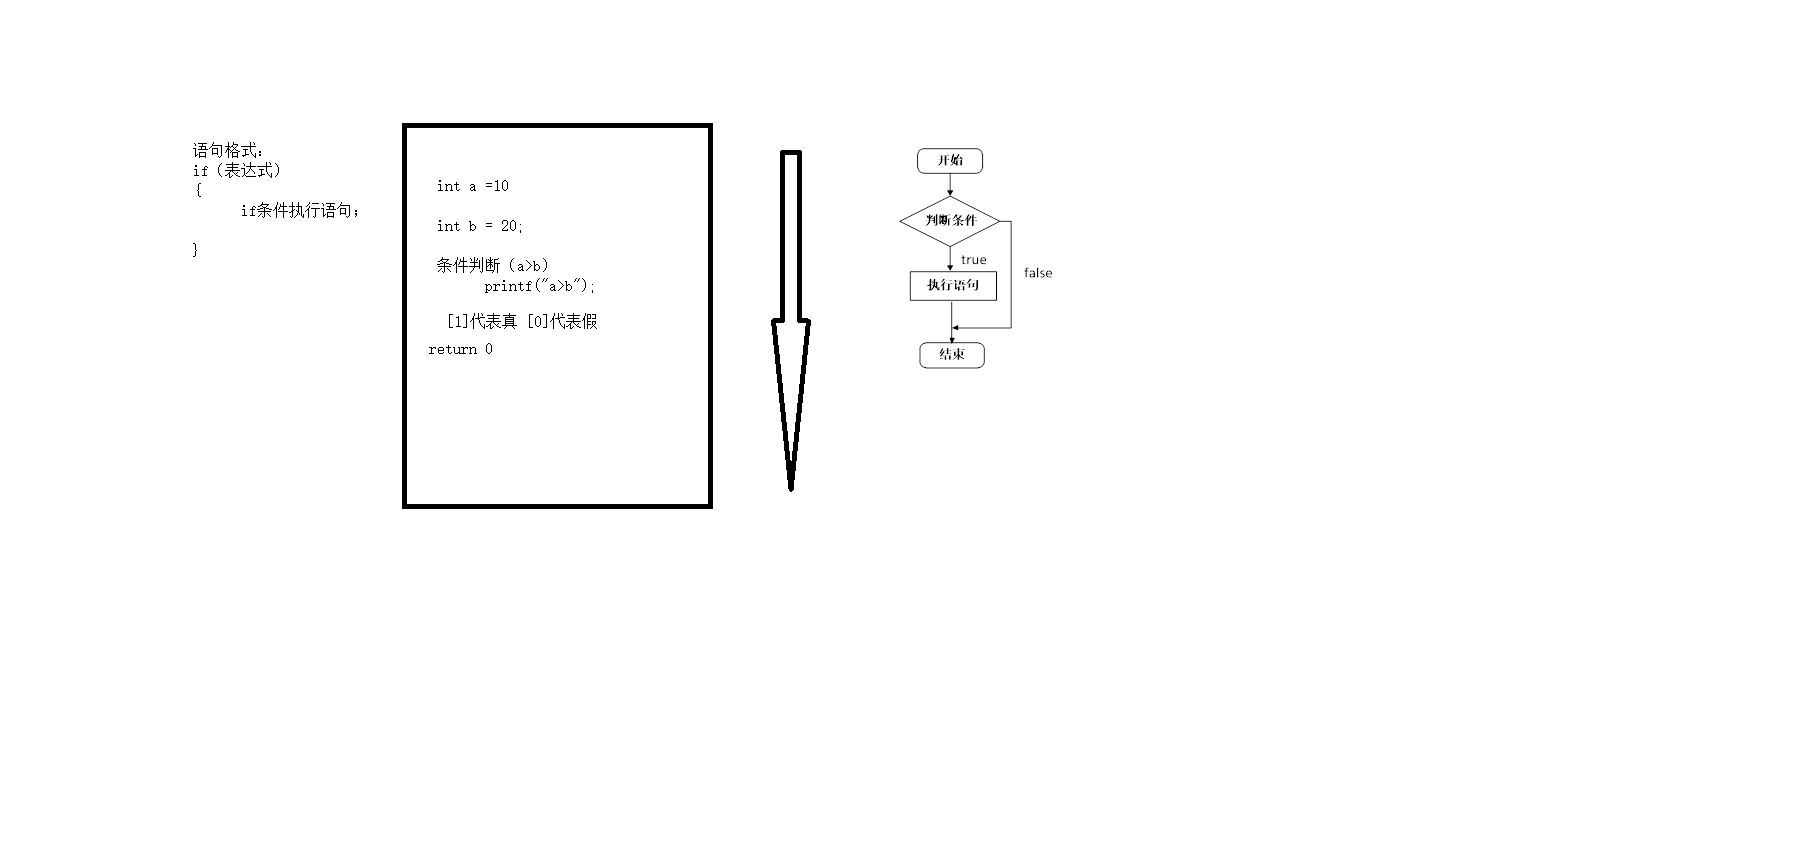 语句格式：
if（表达式）
{
if条件执行语句；
}
int a =10
int b = 20;
条件判断（a>b）
printf("a>b");
[1]代表真 [0]代表假
return 0
开始
判断条件
true
false
执行语句
结束